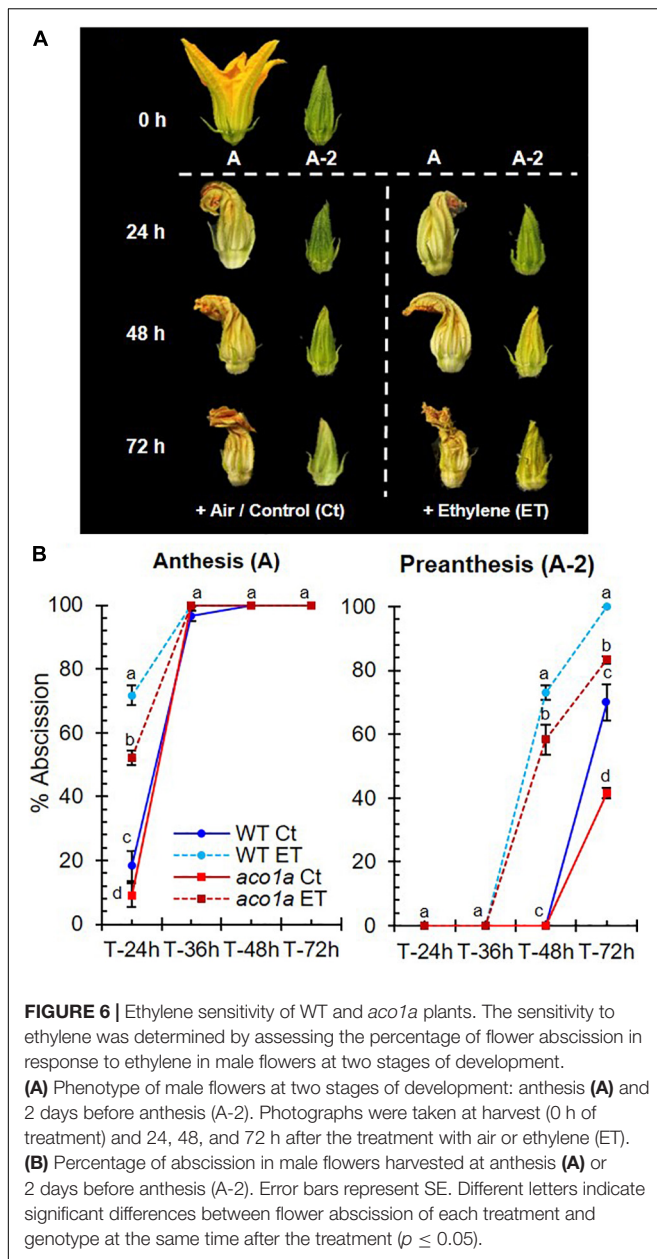 A
0 h
A A-2 A A-2
24 h
48 h
72 h
+ Air / Control (Ct) + Ethylene (ET)
B
Anthesis (A) Preanthesis (A-2)
% Abscission
100
80
60
40
20
0
a
b
c
d
a a a
WT Ct
WT ET
aco1a Ct
aco1a ET
T-24h T-36h T-48h T-72h
100
80
60
40
20
0
a a
a
b
c
a
b
c
d
T-24h T-36h T-48h T-72h
FIGURE 6 | Ethylene sensitivity of WT and aco1a plants. The sensitivity to
ethylene was determined by assessing the percentage of flower abscission in
response to ethylene in male flowers at two stages of development.
(A) Phenotype of male flowers at two stages of development: anthesis (A) and
2 days before anthesis (A-2). Photographs were taken at harvest (0 h of
treatment) and 24, 48, and 72 h after the treatment with air or ethylene (ET).
(B) Percentage of abscission in male flowers harvested at anthesis (A) or
2 days before anthesis (A-2). Error bars represent SE. Different letters indicate
significant differences between flower abscission of each treatment and
genotype at the same time after the treatment (p ≤ 0.05).